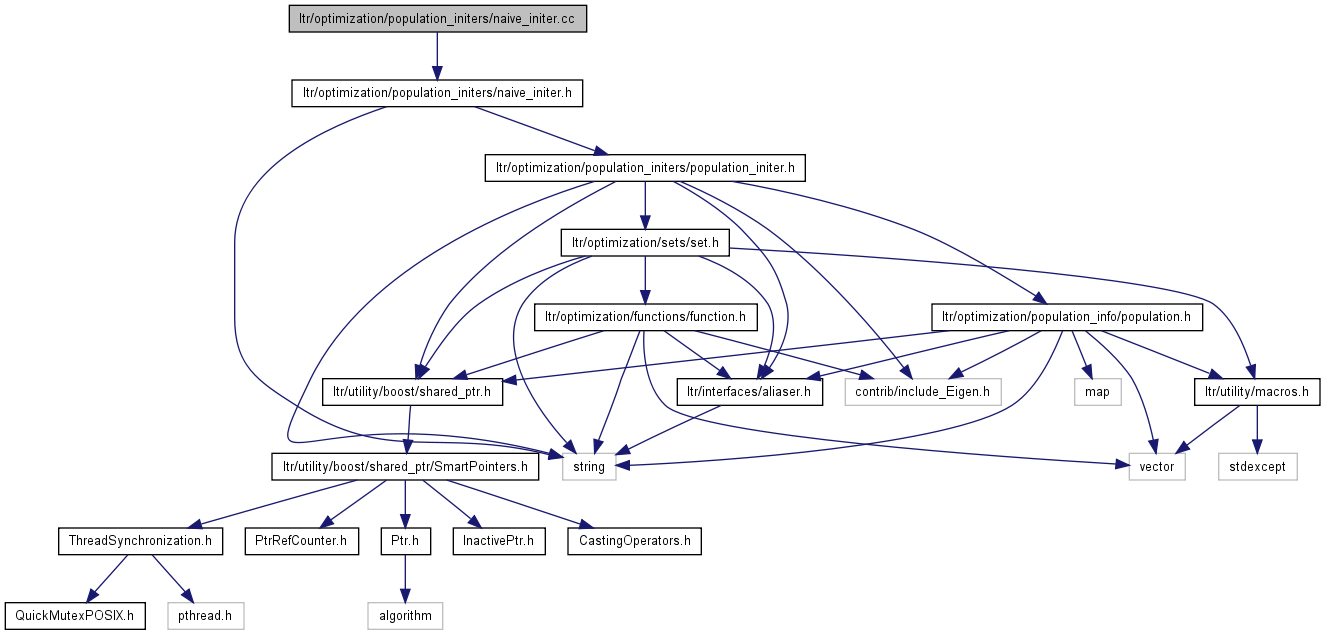 ltr/optimization/population_initers/naive_initer.cc
ltr/optimization/population_initers/naive_initer.h
ltr/optimization/population_initers/population_initer.h
ltr/optimization/sets/set.h
ltr/optimization/functions/function.h
ltr/optimization/population_info/population.h
ltr/utility/boost/shared_ptr.h
ltr/interfaces/aliaser.h
contrib/include_Eigen.h
map
ltr/utility/macros.h
ltr/utility/boost/shared_ptr/SmartPointers.h
string
vector
stdexcept
ThreadSynchronization.h
PtrRefCounter.h
Ptr.h
InactivePtr.h
CastingOperators.h
QuickMutexPOSIX.h
pthread.h
algorithm